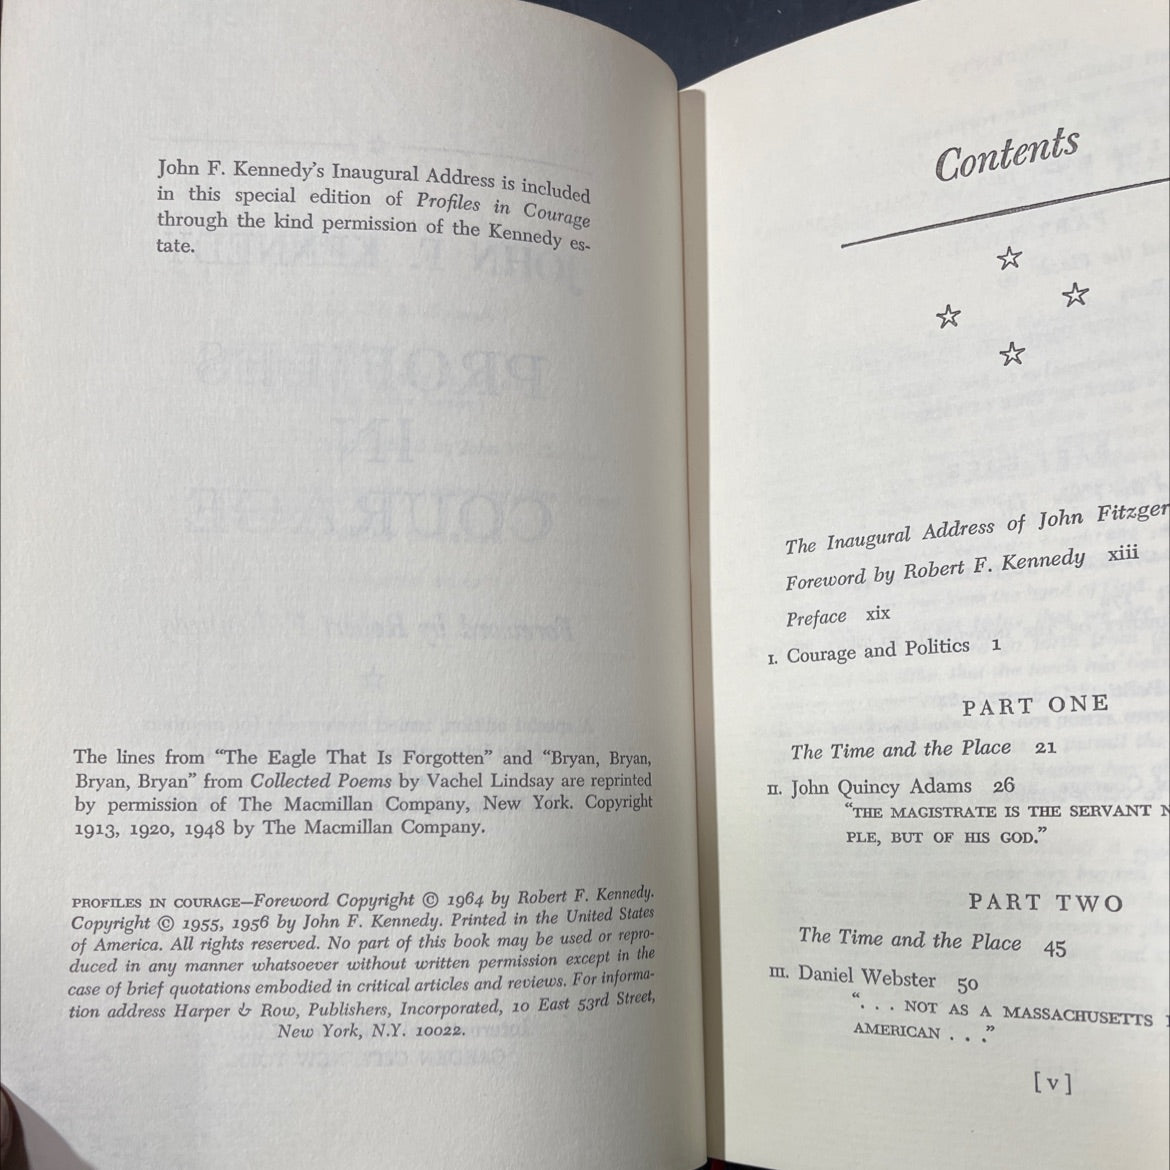 John F. Kennedy's Inaugural Address is included
in this special edition of Profiles in Courage
through the kind permission of the Kennedy es-
tate.
The lines from "The Eagle That Is Forgotten" and "Bryan, Bryan,
Bryan, Bryan" from Collected Poems by Vachel Lindsay are reprinted
by permission of The Macmillan Company, New York. Copyright
1913, 1920, 1948 by The Macmillan Company.
PROFILES IN COURAGE—Foreword Copyright © 1964 by Robert F. Kennedy.
Copyright © 1955, 1956 by John F. Kennedy. Printed in the United States
of America. All rights reserved. No part of this book may be used or repro-
duced in any manner whatsoever without written permission except in the
case of brief quotations embodied in critical articles and reviews. For informa-
tion address Harper & Row, Publishers, Incorporated, 10 East 53rd Street,
New York, N.Y. 10022.
Contents
The Inaugural Address of John Fitzger
Foreword by Robert F. Kennedy xiii
Preface xix
I. Courage and Politics 1
PART ONE
The Time and the Place 21
II. John Quincy Adams 26
"THE MAGISTRATE IS THE SERVANT N
PLE, BUT OF HIS GOD."
PART TWO
The Time and the Place 45
III. Daniel Webster 50
". . . NOT AS A MASSACHUSETTS
AMERICAN . . ."
[v]